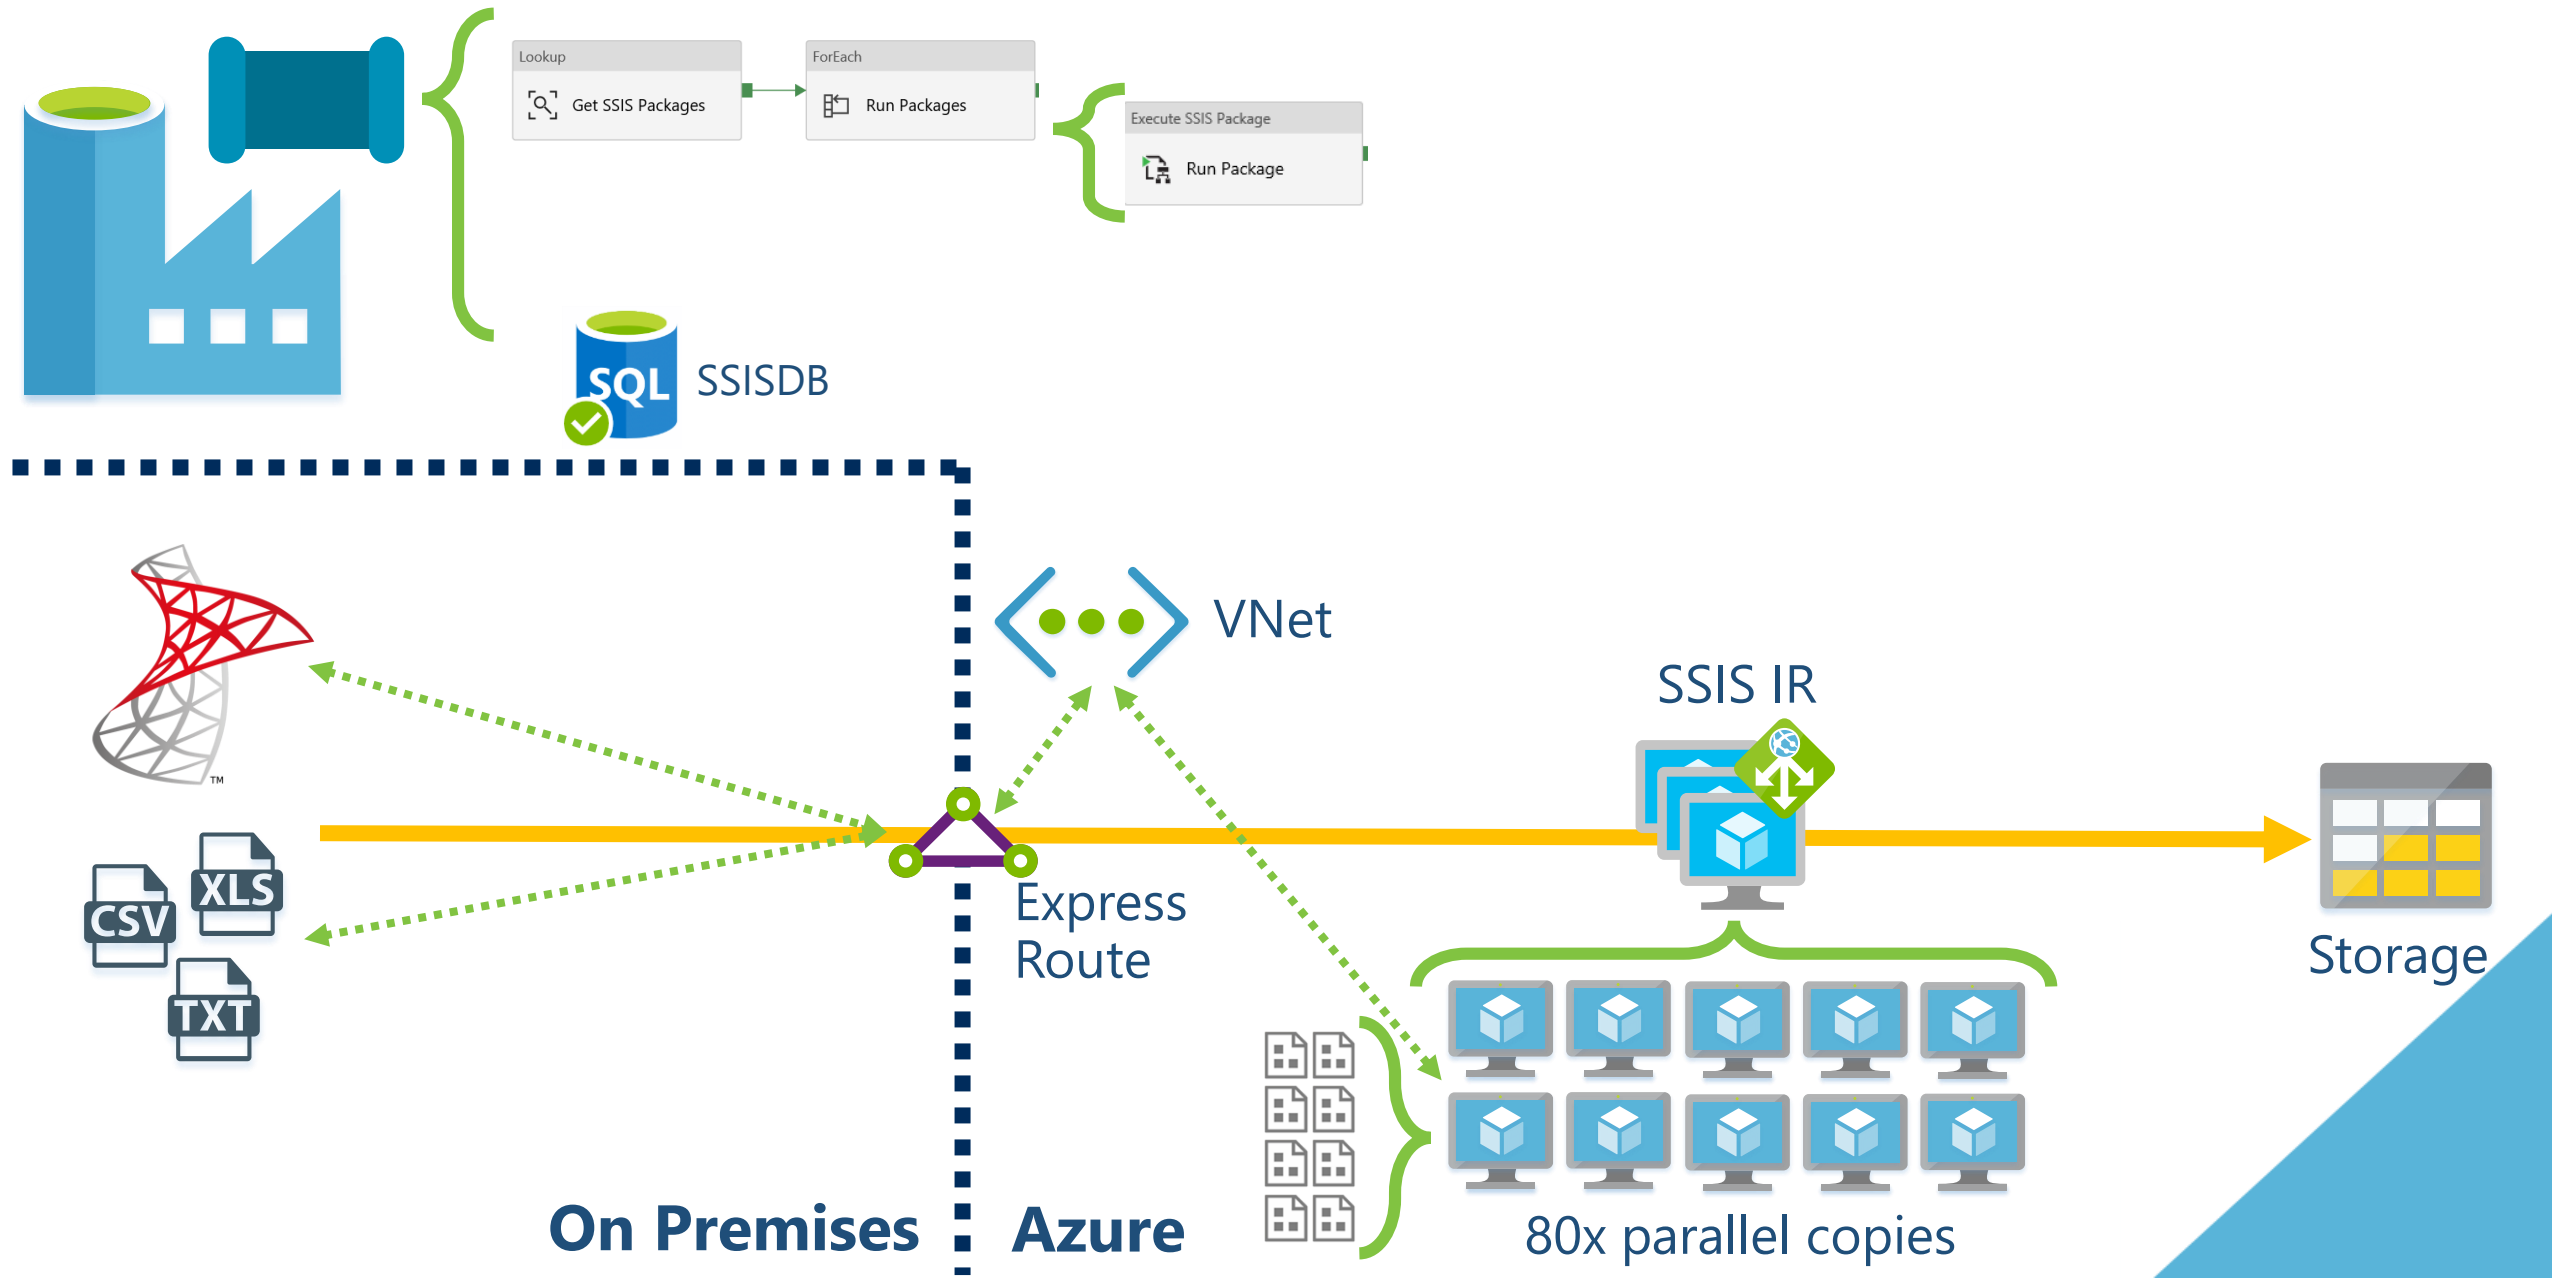 Lookup
Get SSIS Packages
ForEach
Run Packages
Execute SSIS Package
Run Package
SQL
SSISDB
VNet
SSIS IR
TM
XLS
CSV
TXT
Express
Route
Storage
On Premises
Azure
80x parallel copies